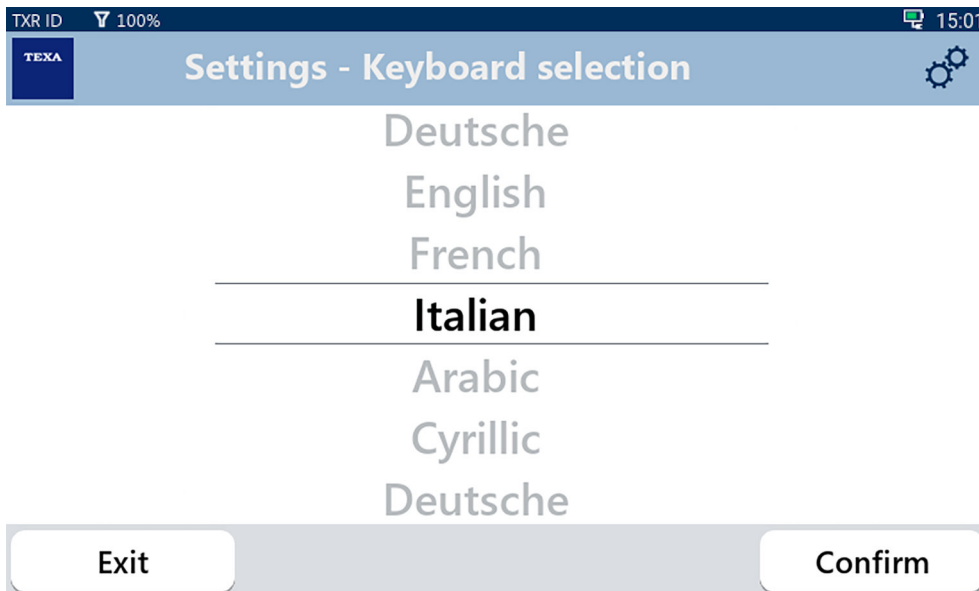 TXR ID 100% 15:01
TEXA
Settings - Keyboard selection
Deutsche
English
French
Italian
Arabic
Cyrillic
Deutsche
Exit Confirm